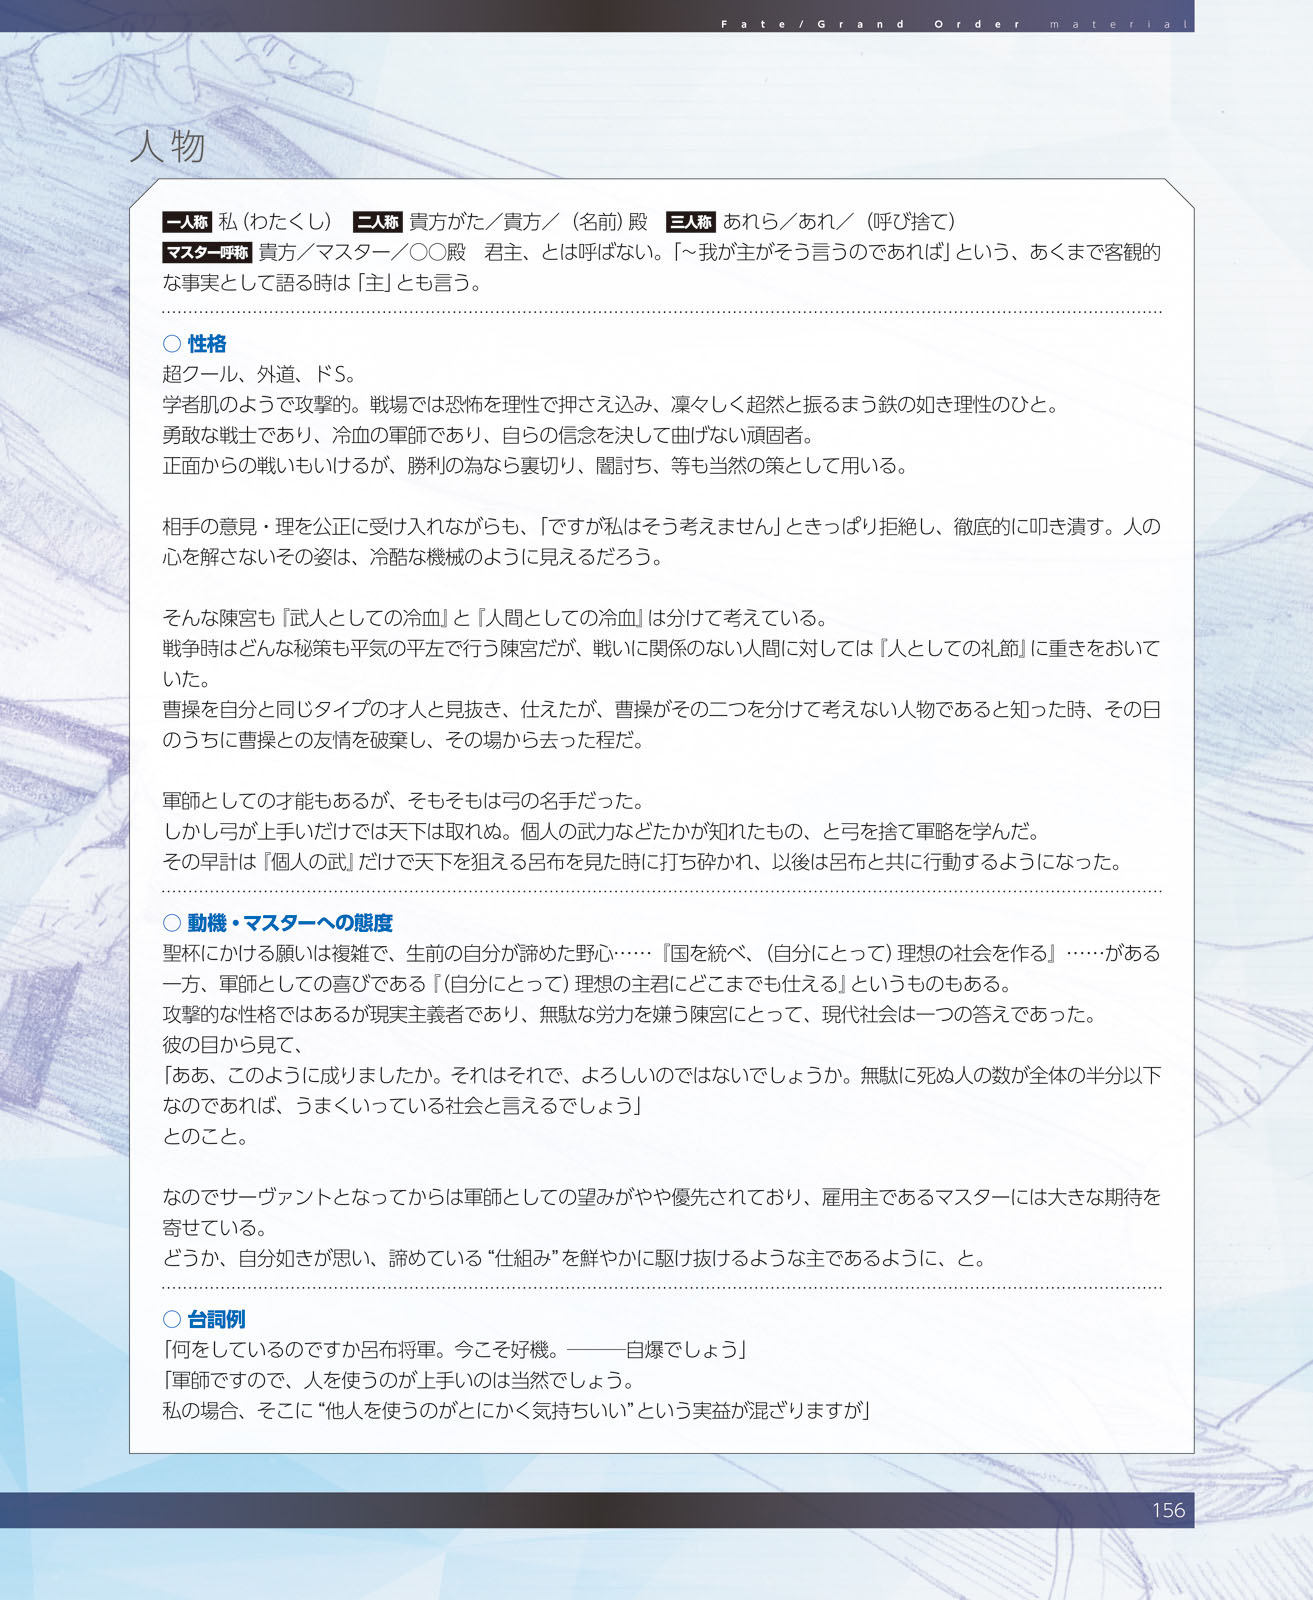 Fate/Grand Order material
人物
一人称 私（わたくし） 二人称 貴方がた／貴方／（名前）殿 三人称 あれら／あれ／（呼び捨て）
マスター呼称 貴方／マスター／○○殿　君主、とは呼ばない。「～我が主がそう言うのであれば」という、あくまで客観的
な事実として語る時は「主」とも言う。
○ 性格
超クール、外道、ドS。
学者肌のようで攻撃的。戦場では恐怖を理性で押さえ込み、凜々しく超然と振るまう鉄の如き理性のひと。
勇敢な戦士であり、冷血の軍師であり、自らの信念を決して曲げない頑固者。
正面からの戦いもいけるが、勝利の為なら裏切り、闇討ち、等も当然の策として用いる。
相手の意見・理を公正に受け入れながらも、「ですが私はそう考えません」ときっぱり拒絶し、徹底的に叩き潰す。人の
心を解さないその姿は、冷酷な機械のように見えるだろう。
そんな陳宮も『武人としての冷血』と『人間としての冷血』は分けて考えている。
戦争時はどんな秘策も平気の平左で行う陳宮だが、戦いに関係のない人間に対しては『人としての礼節』に重きをおいて
いた。
曹操を自分と同じタイプの才人と見抜き、仕えたが、曹操がその二つを分けて考えない人物であると知った時、その日
のうちに曹操との友情を破棄し、その場から去った程だ。
軍師としての才能もあるが、そもそもは弓の名手だった。
しかし弓が上手いだけでは天下は取れぬ。個人の武力などたかが知れたもの、と弓を捨て軍略を学んだ。
その早計は『個人の武』だけで天下を狙える呂布を見た時に打ち砕かれ、以後は呂布と共に行動するようになった。
○ 動機・マスターへの態度
聖杯にかける願いは複雑で、生前の自分が諦めた野心……『国を統べ、（自分にとって）理想の社会を作る』……がある
一方、軍師としての喜びである『（自分にとって）理想の主君にどこまでも仕える』というものもある。
攻撃的な性格ではあるが現実主義者であり、無駄な労力を嫌う陳宮にとって、現代社会は一つの答えであった。
彼の目から見て、
「ああ、このように成りましたか。それはそれで、よろしいのではないでしょうか。無駄に死ぬ人の数が全体の半分以下
なのであれば、うまくいっている社会と言えるでしょう」
とのこと。
なのでサーヴァントとなってからは軍師としての望みがやや優先されており、雇用主であるマスターには大きな期待を
寄せている。
どうか、自分如きが思い、諦めている“仕組み”を鮮やかに駆け抜けるような主であるように、と。
○ 台詞例
「何をしているのですか呂布将軍。今こそ好機。―――自爆でしょう」
「軍師ですので、人を使うのが上手いのは当然でしょう。
私の場合、そこに“他人を使うのがとにかく気持ちいい”という実益が混ざりますが」
156